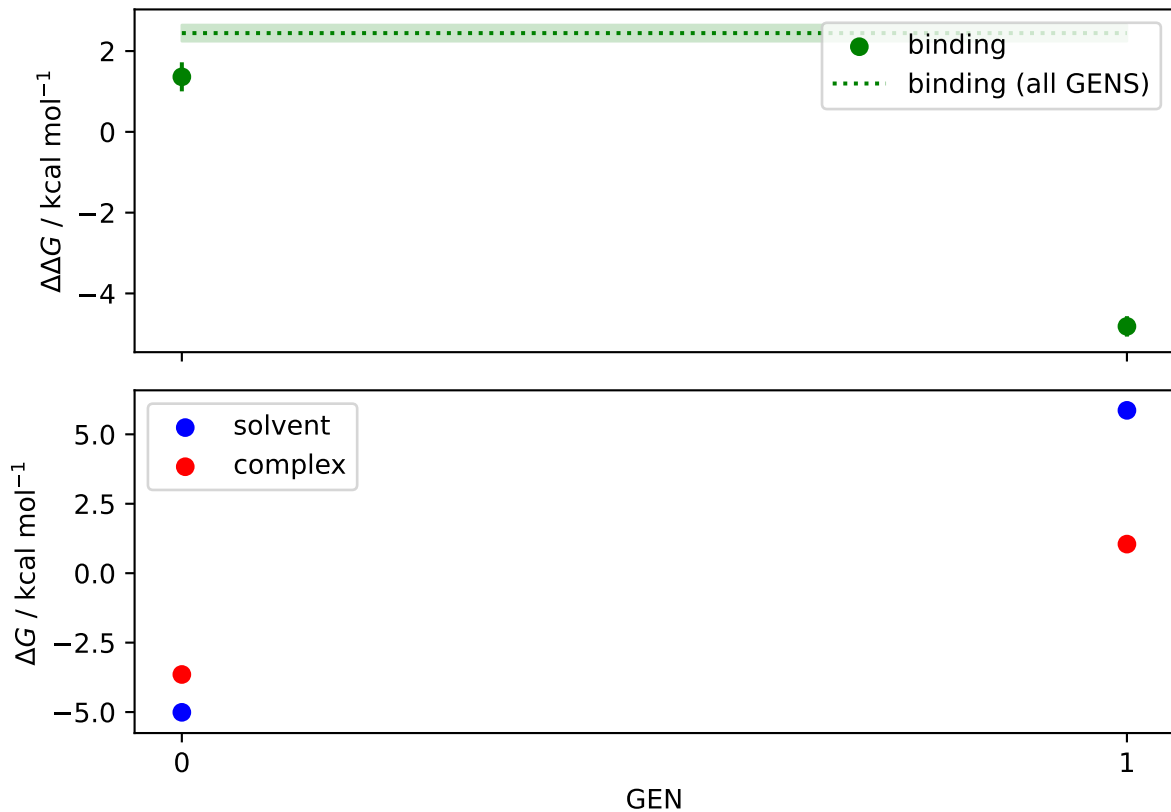 2
0
−2
−4
ΔΔG / kcal mol⁻¹
binding
binding (all GENS)
5.0
2.5
0.0
−2.5
−5.0
ΔG / kcal mol⁻¹
solvent
complex
0
1
GEN